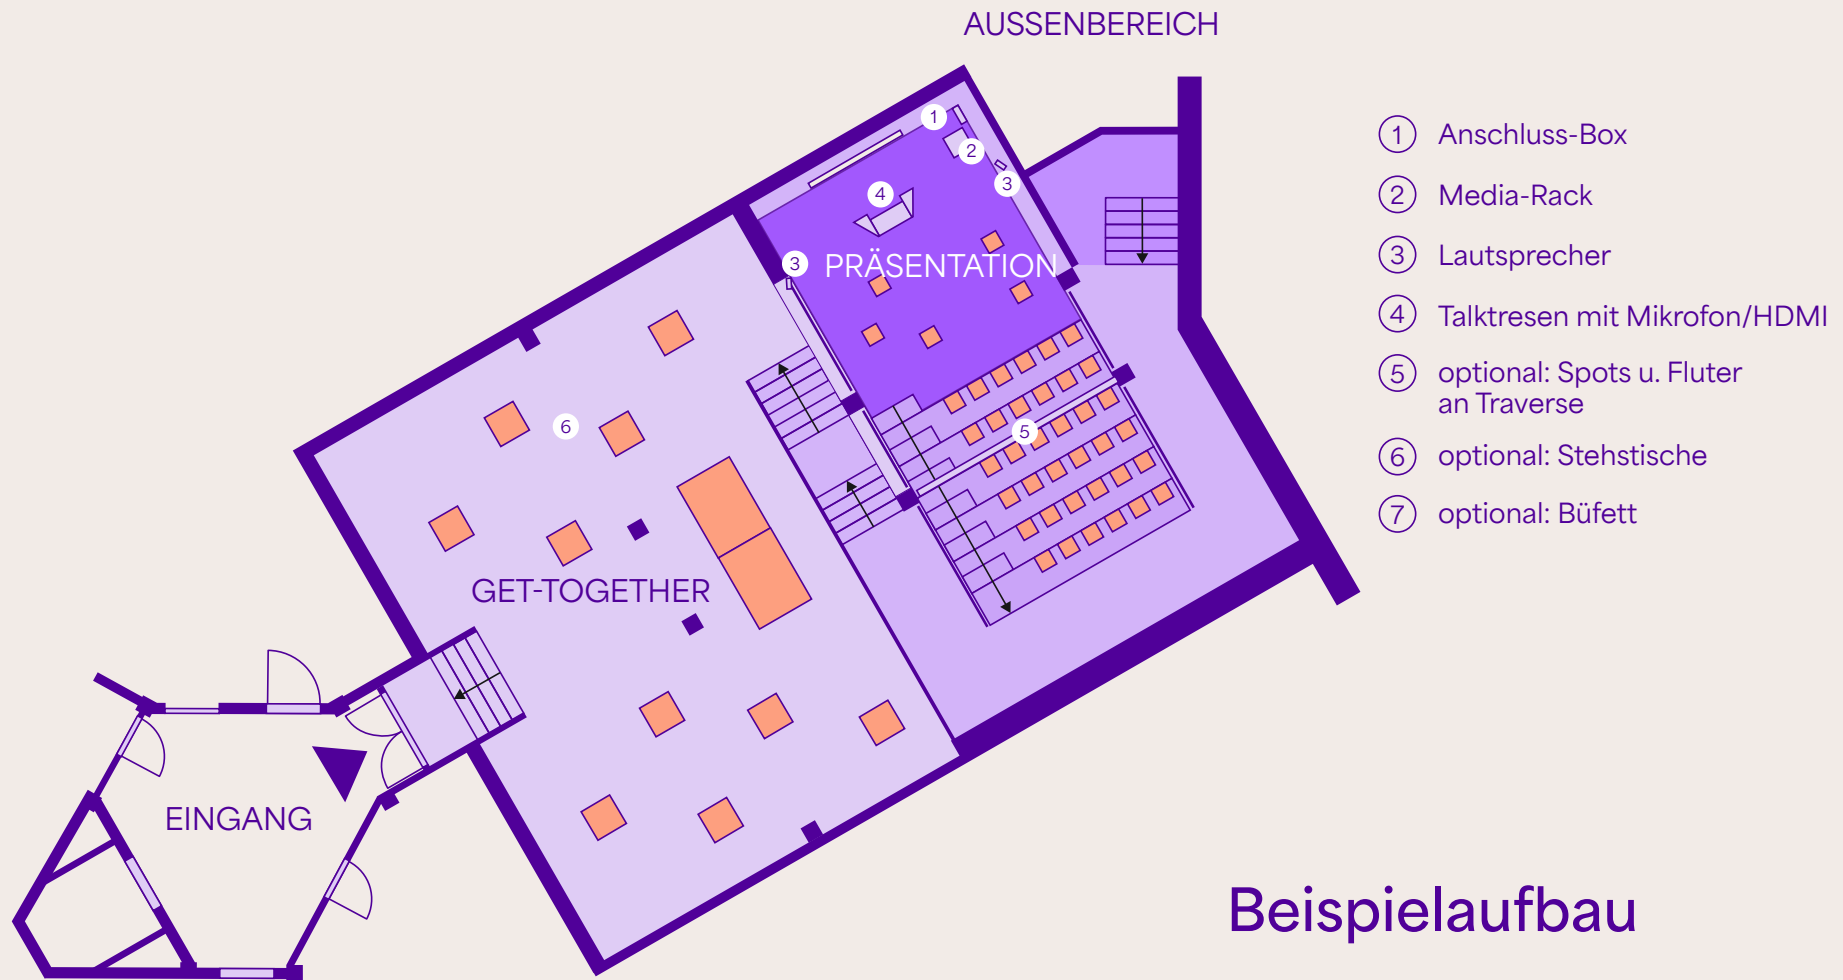 AUSSENBEREICH
1
2
3
4
3
PRÄSENTATION
5
6
GET-TOGETHER
EINGANG
1 Anschluss-Box
2 Media-Rack
3 Lautsprecher
4 Talktresen mit Mikrofon/HDMI
5 optional: Spots u. Fluter
an Traverse
6 optional: Stehstische
7 optional: Büfett
Beispielaufbau